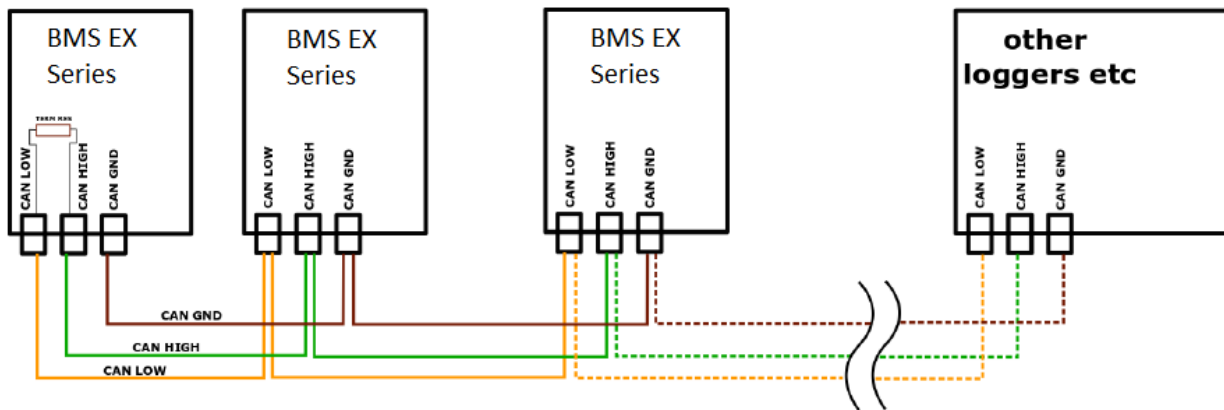 BMS EX
Series
BMS EX
Series
BMS EX
Series
other
loggers etc
TERM RES
CAN LOW
CAN HIGH
CAN GND
CAN LOW
CAN HIGH
CAN GND
CAN LOW
CAN HIGH
CAN GND
CAN LOW
CAN HIGH
CAN GND
CAN GND
CAN HIGH
CAN LOW